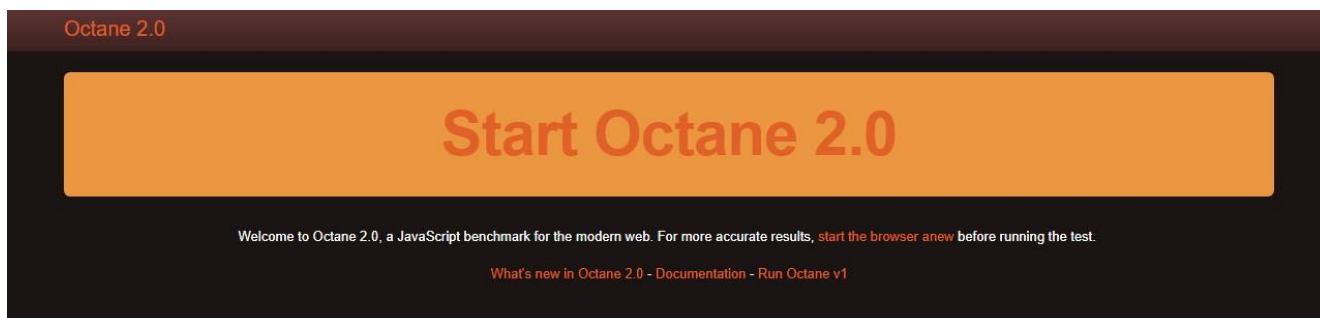 Octane 2.0
Start Octane 2.0
Welcome to Octane 2.0, a JavaScript benchmark for the modern web. For more accurate results, start the browser anew before running the test.
What's new in Octane 2.0 - Documentation - Run Octane v1